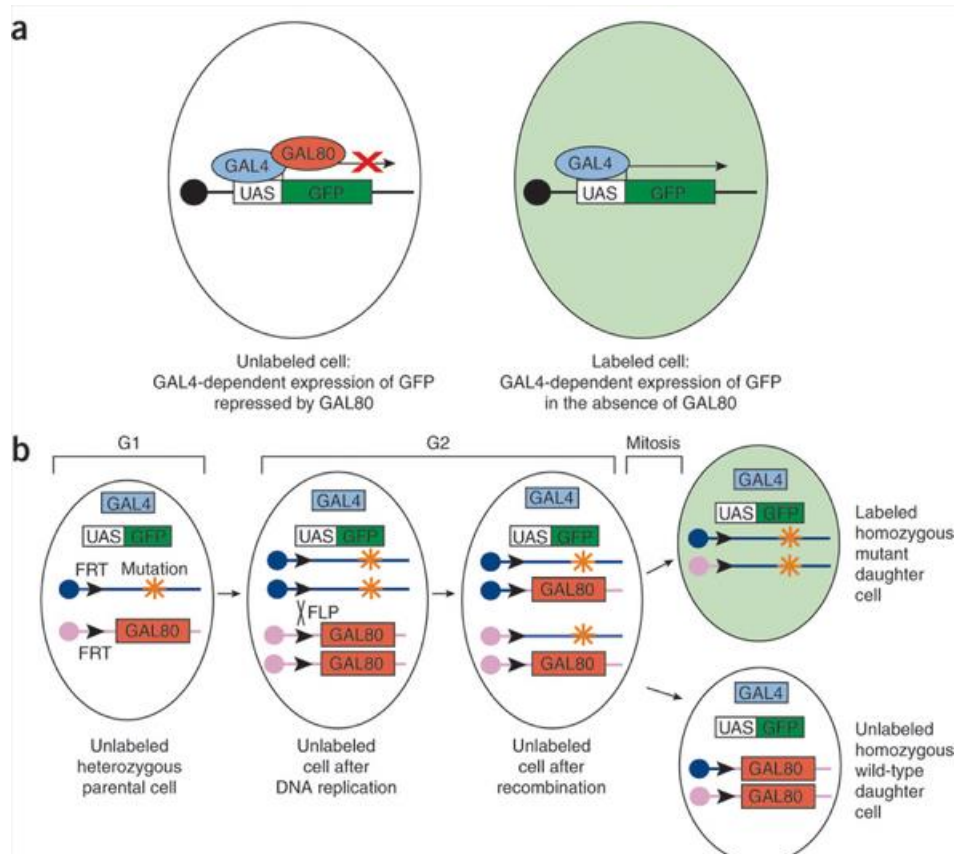 a
GAL4
GAL80
UAS
GFP
GAL4
UAS
GFP
Unlabeled cell:
GAL4-dependent expression of GFP
repressed by GAL80
Labeled cell:
GAL4-dependent expression of GFP
in the absence of GAL80
b
G1
G2
Mitosis
GAL4
UAS GFP
FRT Mutation
GAL80
FRT
Unlabeled
heterozygous
parental cell
GAL4
UAS GFP
FLP
GAL80
GAL80
Unlabeled
cell after
DNA replication
GAL4
UAS GFP
GAL80
GAL80
Unlabeled
cell after
recombination
GAL4
UAS GFP
Labeled
homozygous
mutant
daughter
cell
GAL4
UAS GFP
GAL80
GAL80
Unlabeled
homozygous
wild-type
daughter
cell